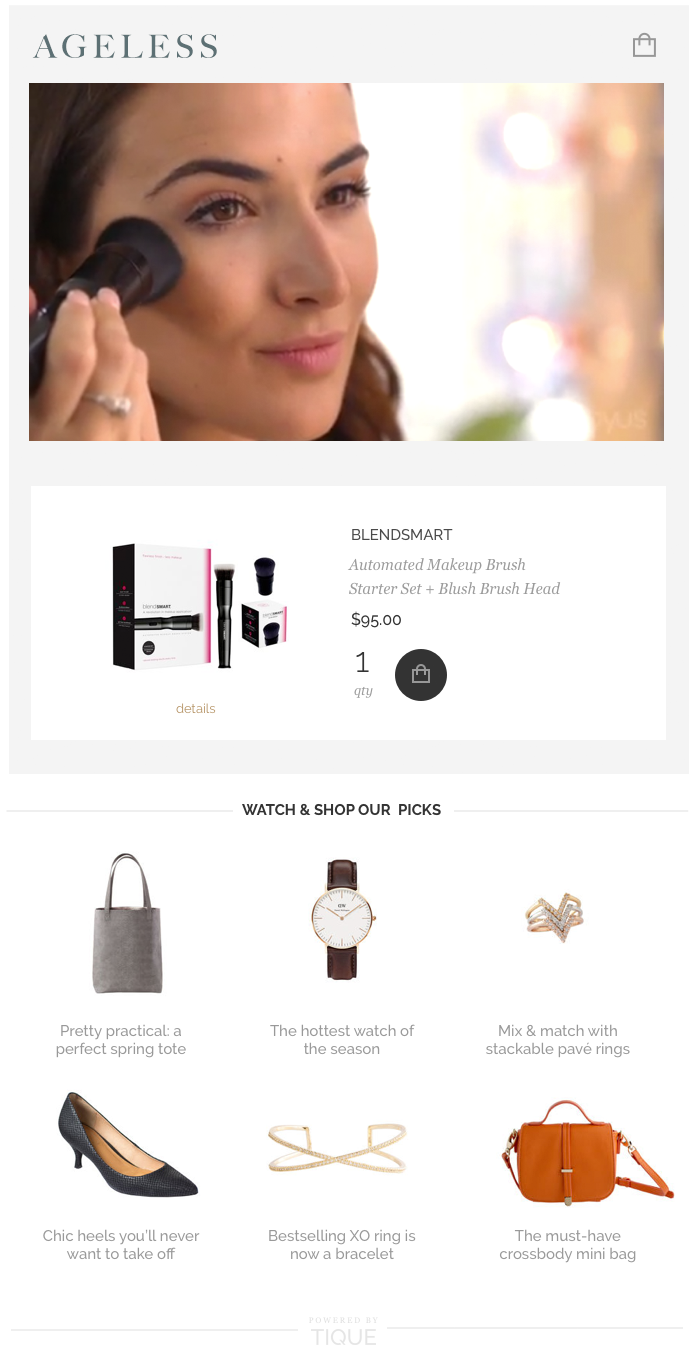 AGELESS
BLENDSMART
Automated Makeup Brush
Starter Set + Blush Brush Head
$95.00
1
qty
blendSMART
details
WATCH & SHOP OUR PICKS
DW
Pretty practical: a
perfect spring tote
The hottest watch of
the season
Mix & match with
stackable pavé rings
Chic heels you'll never
want to take off
Bestselling XO ring is
now a bracelet
The must-have
crossbody mini bag
POWERED BY
TIQUE